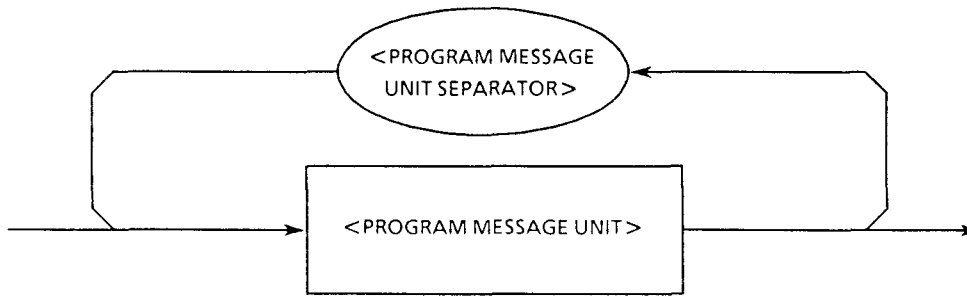 <PROGRAM MESSAGE
UNIT SEPARATOR>
<PROGRAM MESSAGE UNIT>